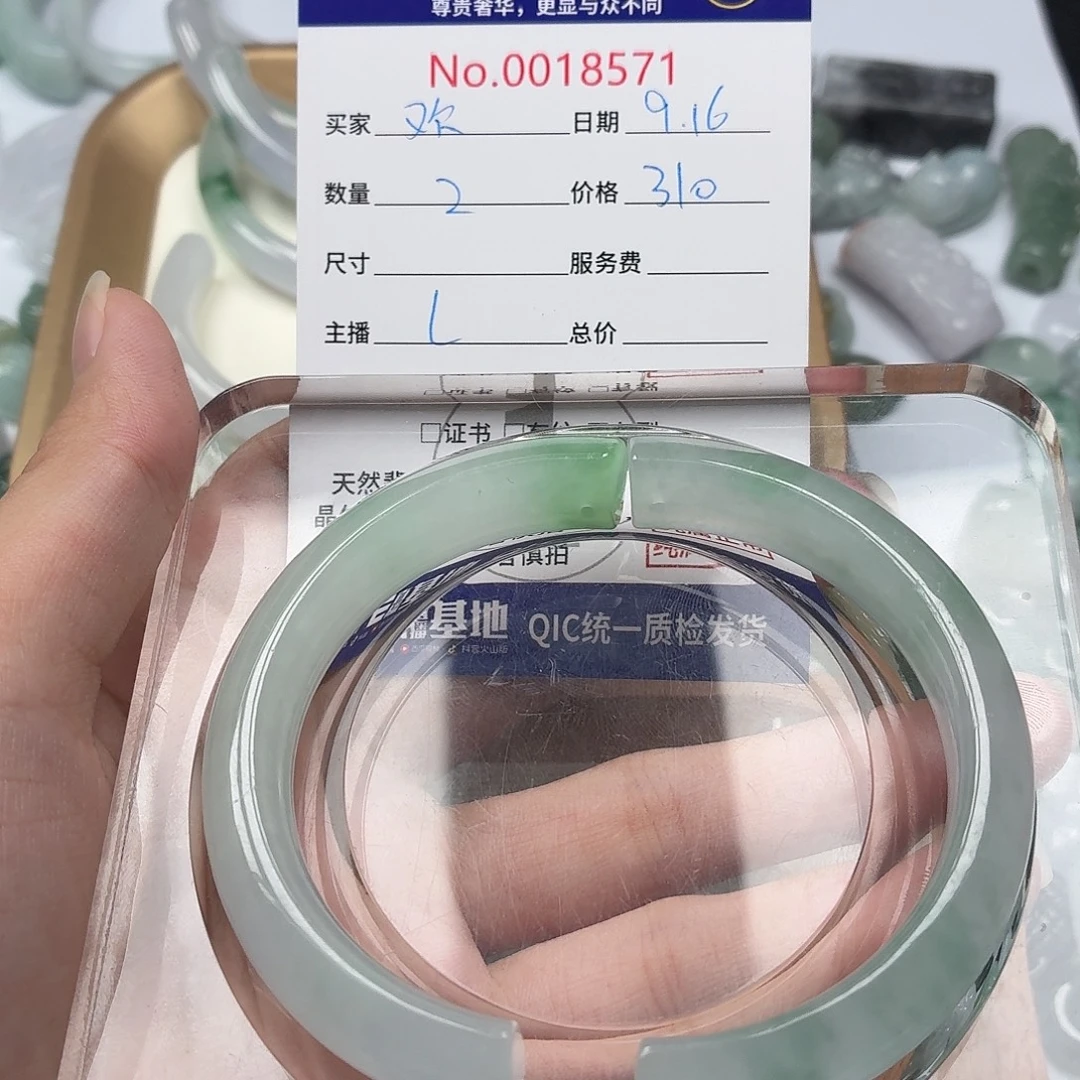 尊贵奢华，更显与众不同
No.0018571
买家 欢 日期 9.16
数量 2 价格 310
尺寸 服务费
主播 L 总价
□证书
天然
慎拍
基地 QIC统一质检发货